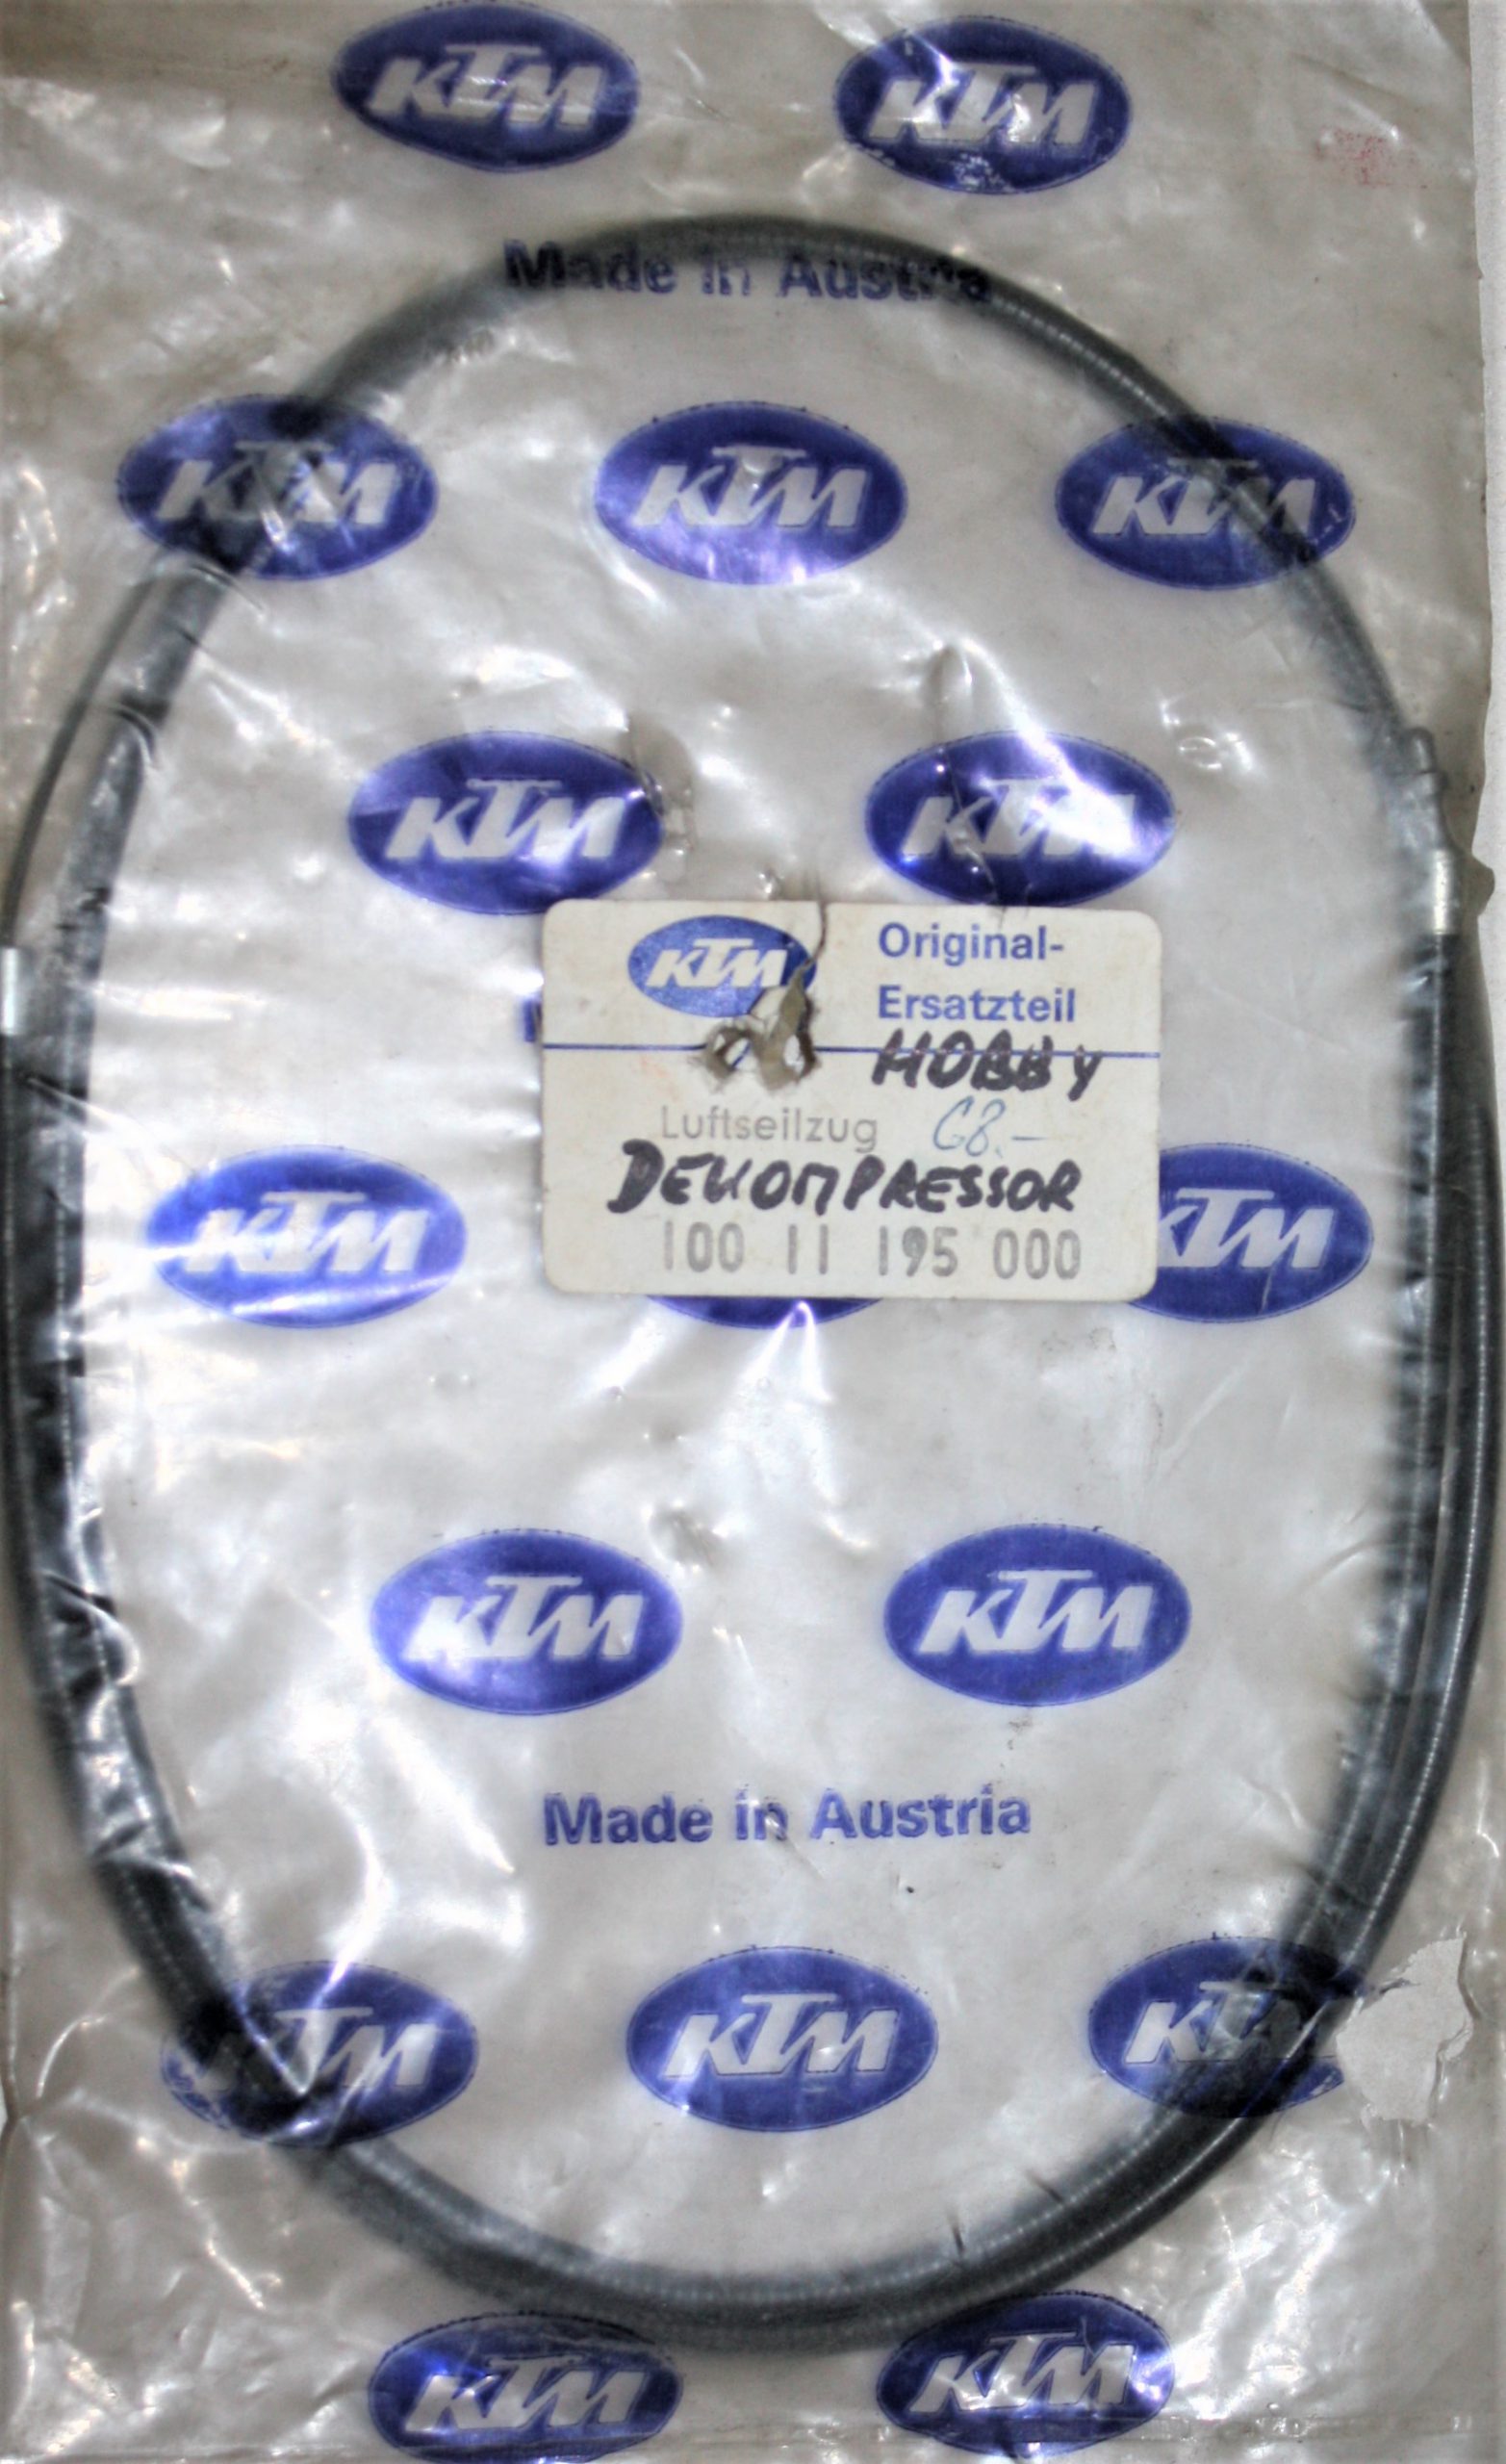 KTM KTM
Made in Austria
KTM KTM KTM
KTM KTM
KTM Original-
Ersatzteil
HOBBY
Luftseilzug 68.-
DEKOMPRESSOR
100 11 195 000
KTM KTM
KTM KTM
Made in Austria
KTM KTM KTM
KTM KTM